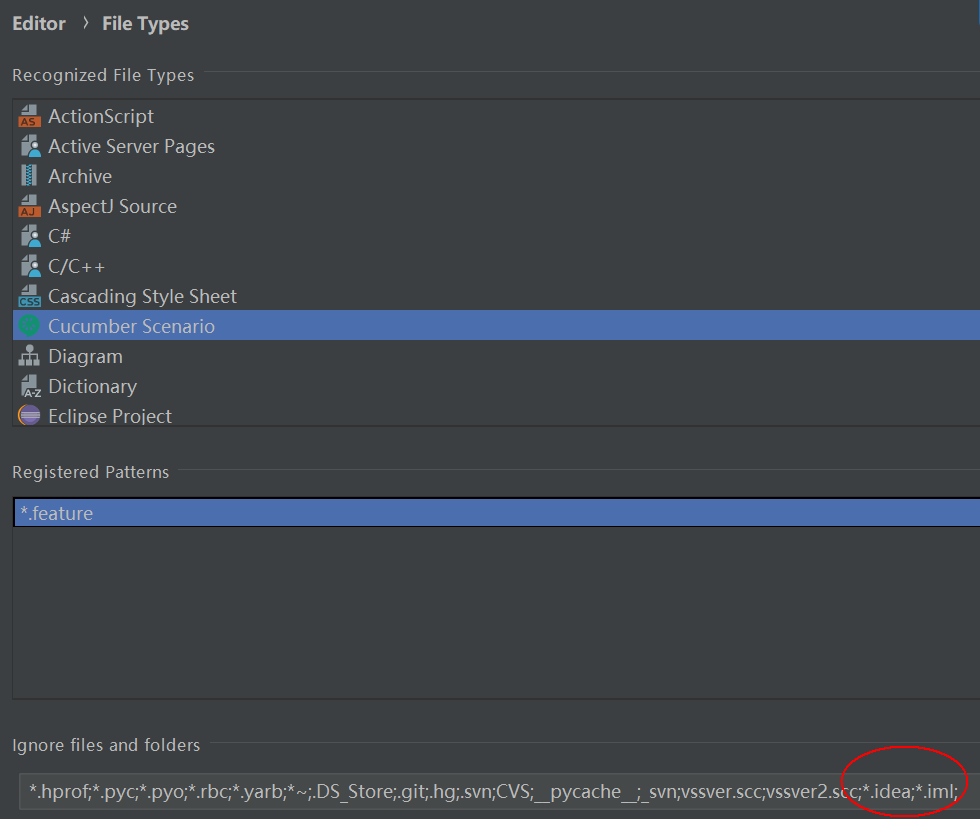 Editor › File Types
Recognized File Types
ActionScript
Active Server Pages
Archive
AspectJ Source
C#
C/C++
Cascading Style Sheet
Cucumber Scenario
Diagram
Dictionary
Eclipse Project
Registered Patterns
*.feature
Ignore files and folders
*.hprof;*.pyc;*.pyo;*.rbc;*.yarb;*~;.DS_Store;.git;.hg;.svn;CVS;__pycache__;_svn;vssver.scc;vssver2.scc;*.idea;*.iml;